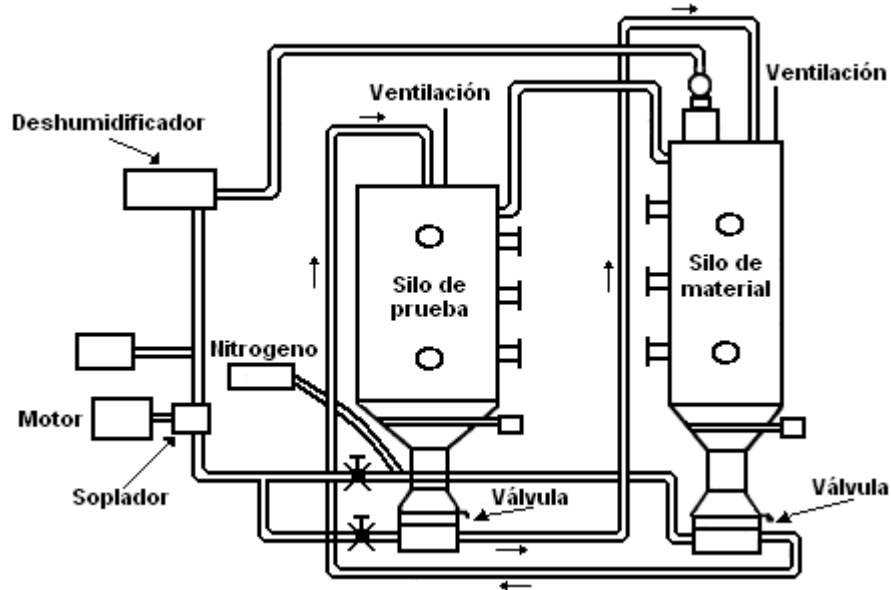 Ventilación
Ventilación
Deshumidificador
Silo de
prueba
Silo de
material
Nitrogeno
Motor
Soplador
Válvula
Válvula